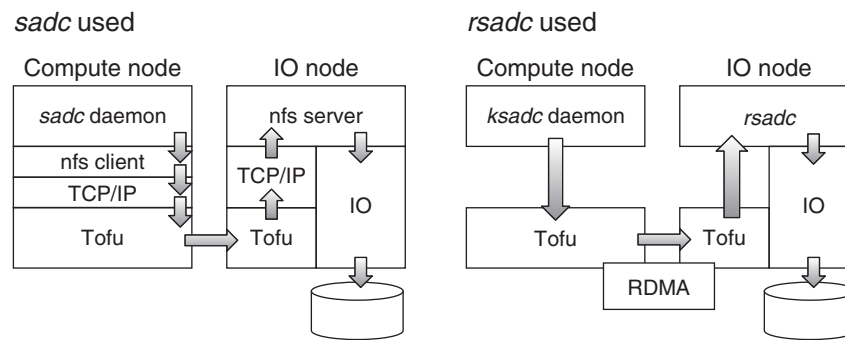 sadc used
Compute node IO node
sadc daemon nfs server
nfs client
TCP/IP TCP/IP
IO
Tofu Tofu
rsadc used
Compute node IO node
ksadc daemon rsadc
IO
Tofu Tofu
RDMA